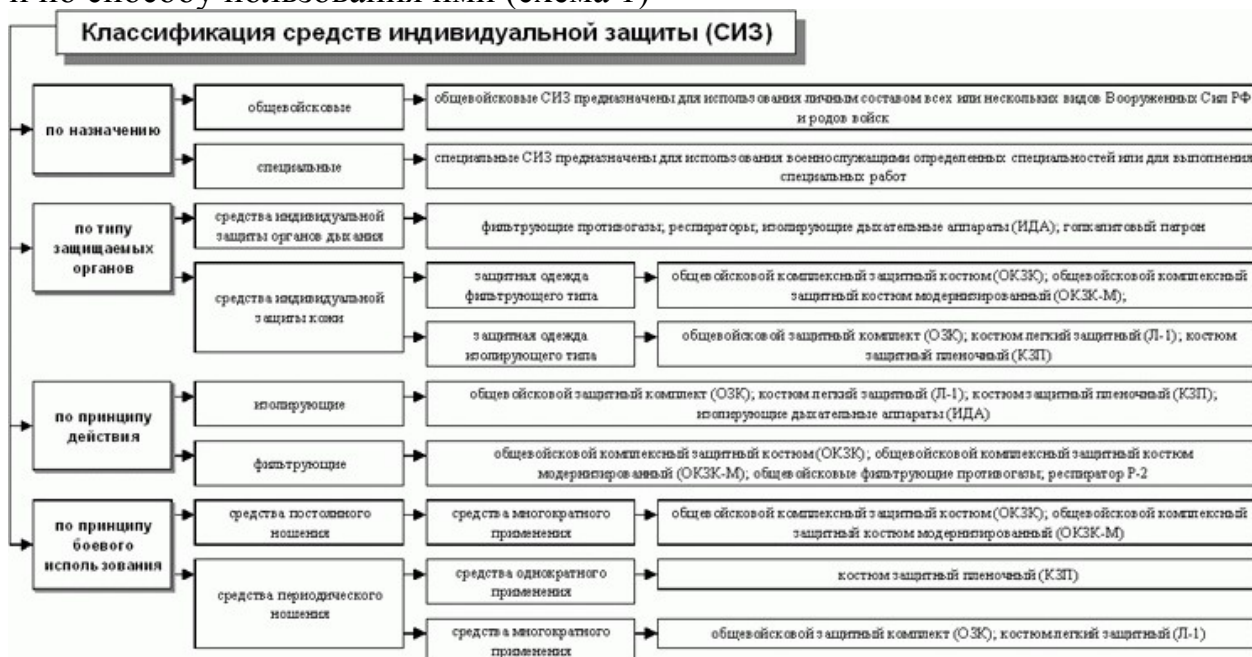 и по способу пользования ими (схема 1)
Классификация средств индивидуальной защиты (СИЗ)
по назначению
общевойсковые
общевойсковые СИЗ предназначены для использования личным составом всех или нескольких видов Вооруженных Сил РФ
и родов войск
специальные
специальные СИЗ предназначены для использования военнослужащими определенных специальностей или для выполнения
специальных работ
по типу
защищаемых
органов
средства индивидуальной
защиты органов дыхания
фильтрующие противогазы; респираторы; изолирующие дыхательные аппараты (ИДА); гопкалитовый патрон
средства индивидуальной
защиты кожи
защитная одежда
фильтрующего типа
общевойсковой комплексный защитный костюм (ОКЗК); общевойсковой комплексный
защитный костюм модернизированный (ОКЗК-М);
защитная одежда
изолирующего типа
общевойсковой защитный комплект (ОЗК); костюм легкий защитный (Л-1); костюм
защитный пленочный (КЗП)
по принципу
действия
изолирующие
общевойсковой защитный комплект (ОЗК); костюм легкий защитный (Л-1); костюм защитный пленочный (КЗП);
изолирующие дыхательные аппараты (ИДА)
фильтрующие
общевойсковой комплексный защитный костюм (ОКЗК); общевойсковой комплексный защитный костюм
модернизированный (ОКЗК-М); общевойсковые фильтрующие противогазы; респиратор Р-2
по принципу
боевого
использования
средства постоянного
ношения
средства многократного
применения
общевойсковой комплексный защитный костюм (ОКЗК); общевойсковой комплексный
защитный костюм модернизированный (ОКЗК-М)
средства периодического
ношения
средства однократного
применения
костюм защитный пленочный (КЗП)
средства многократного
применения
общевойсковой защитный комплект (ОЗК); костюм легкий защитный (Л-1)